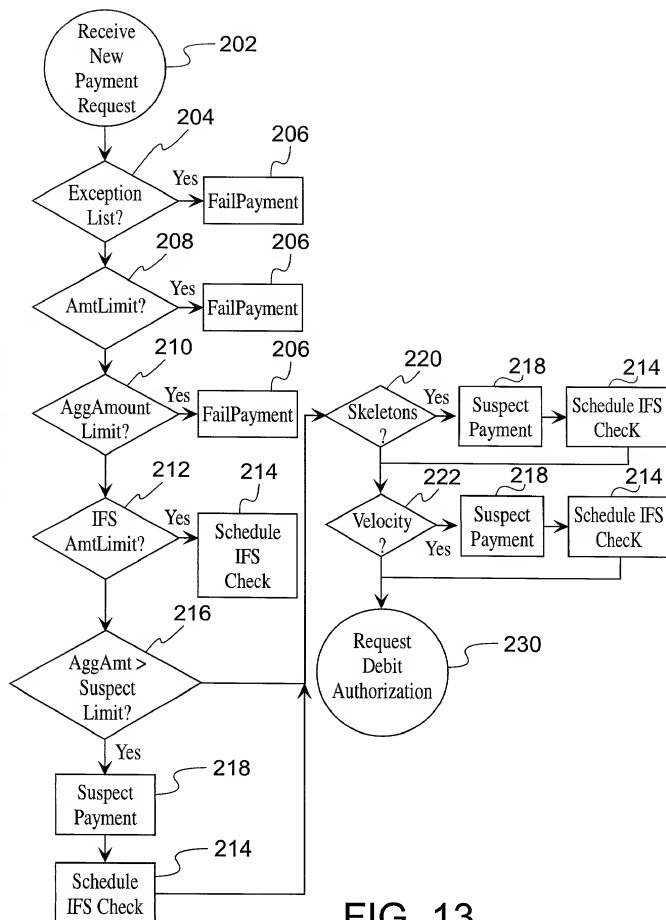 Receive
New
Payment
Request
202
204
Exception
List?
Yes
206
FailPayment
208
AmtLimit?
Yes
206
FailPayment
210
AggAmount
Limit?
Yes
206
FailPayment
212
IFS
AmtLimit?
Yes
214
Schedule
IFS
Check
216
AggAmt >
Suspect
Limit?
Yes
218
Suspect
Payment
214
Schedule
IFS Check
220
Skeletons
?
Yes
218
Suspect
Payment
214
Schedule IFS
ChecK
222
Velocity
?
Yes
218
Suspect
Payment
214
Schedule IFS
ChecK
Request
Debit
Authorization
230
FIG. 13